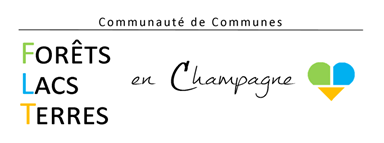 Communauté de Communes
FORÊTS
LACS
TERRES
en Champagne